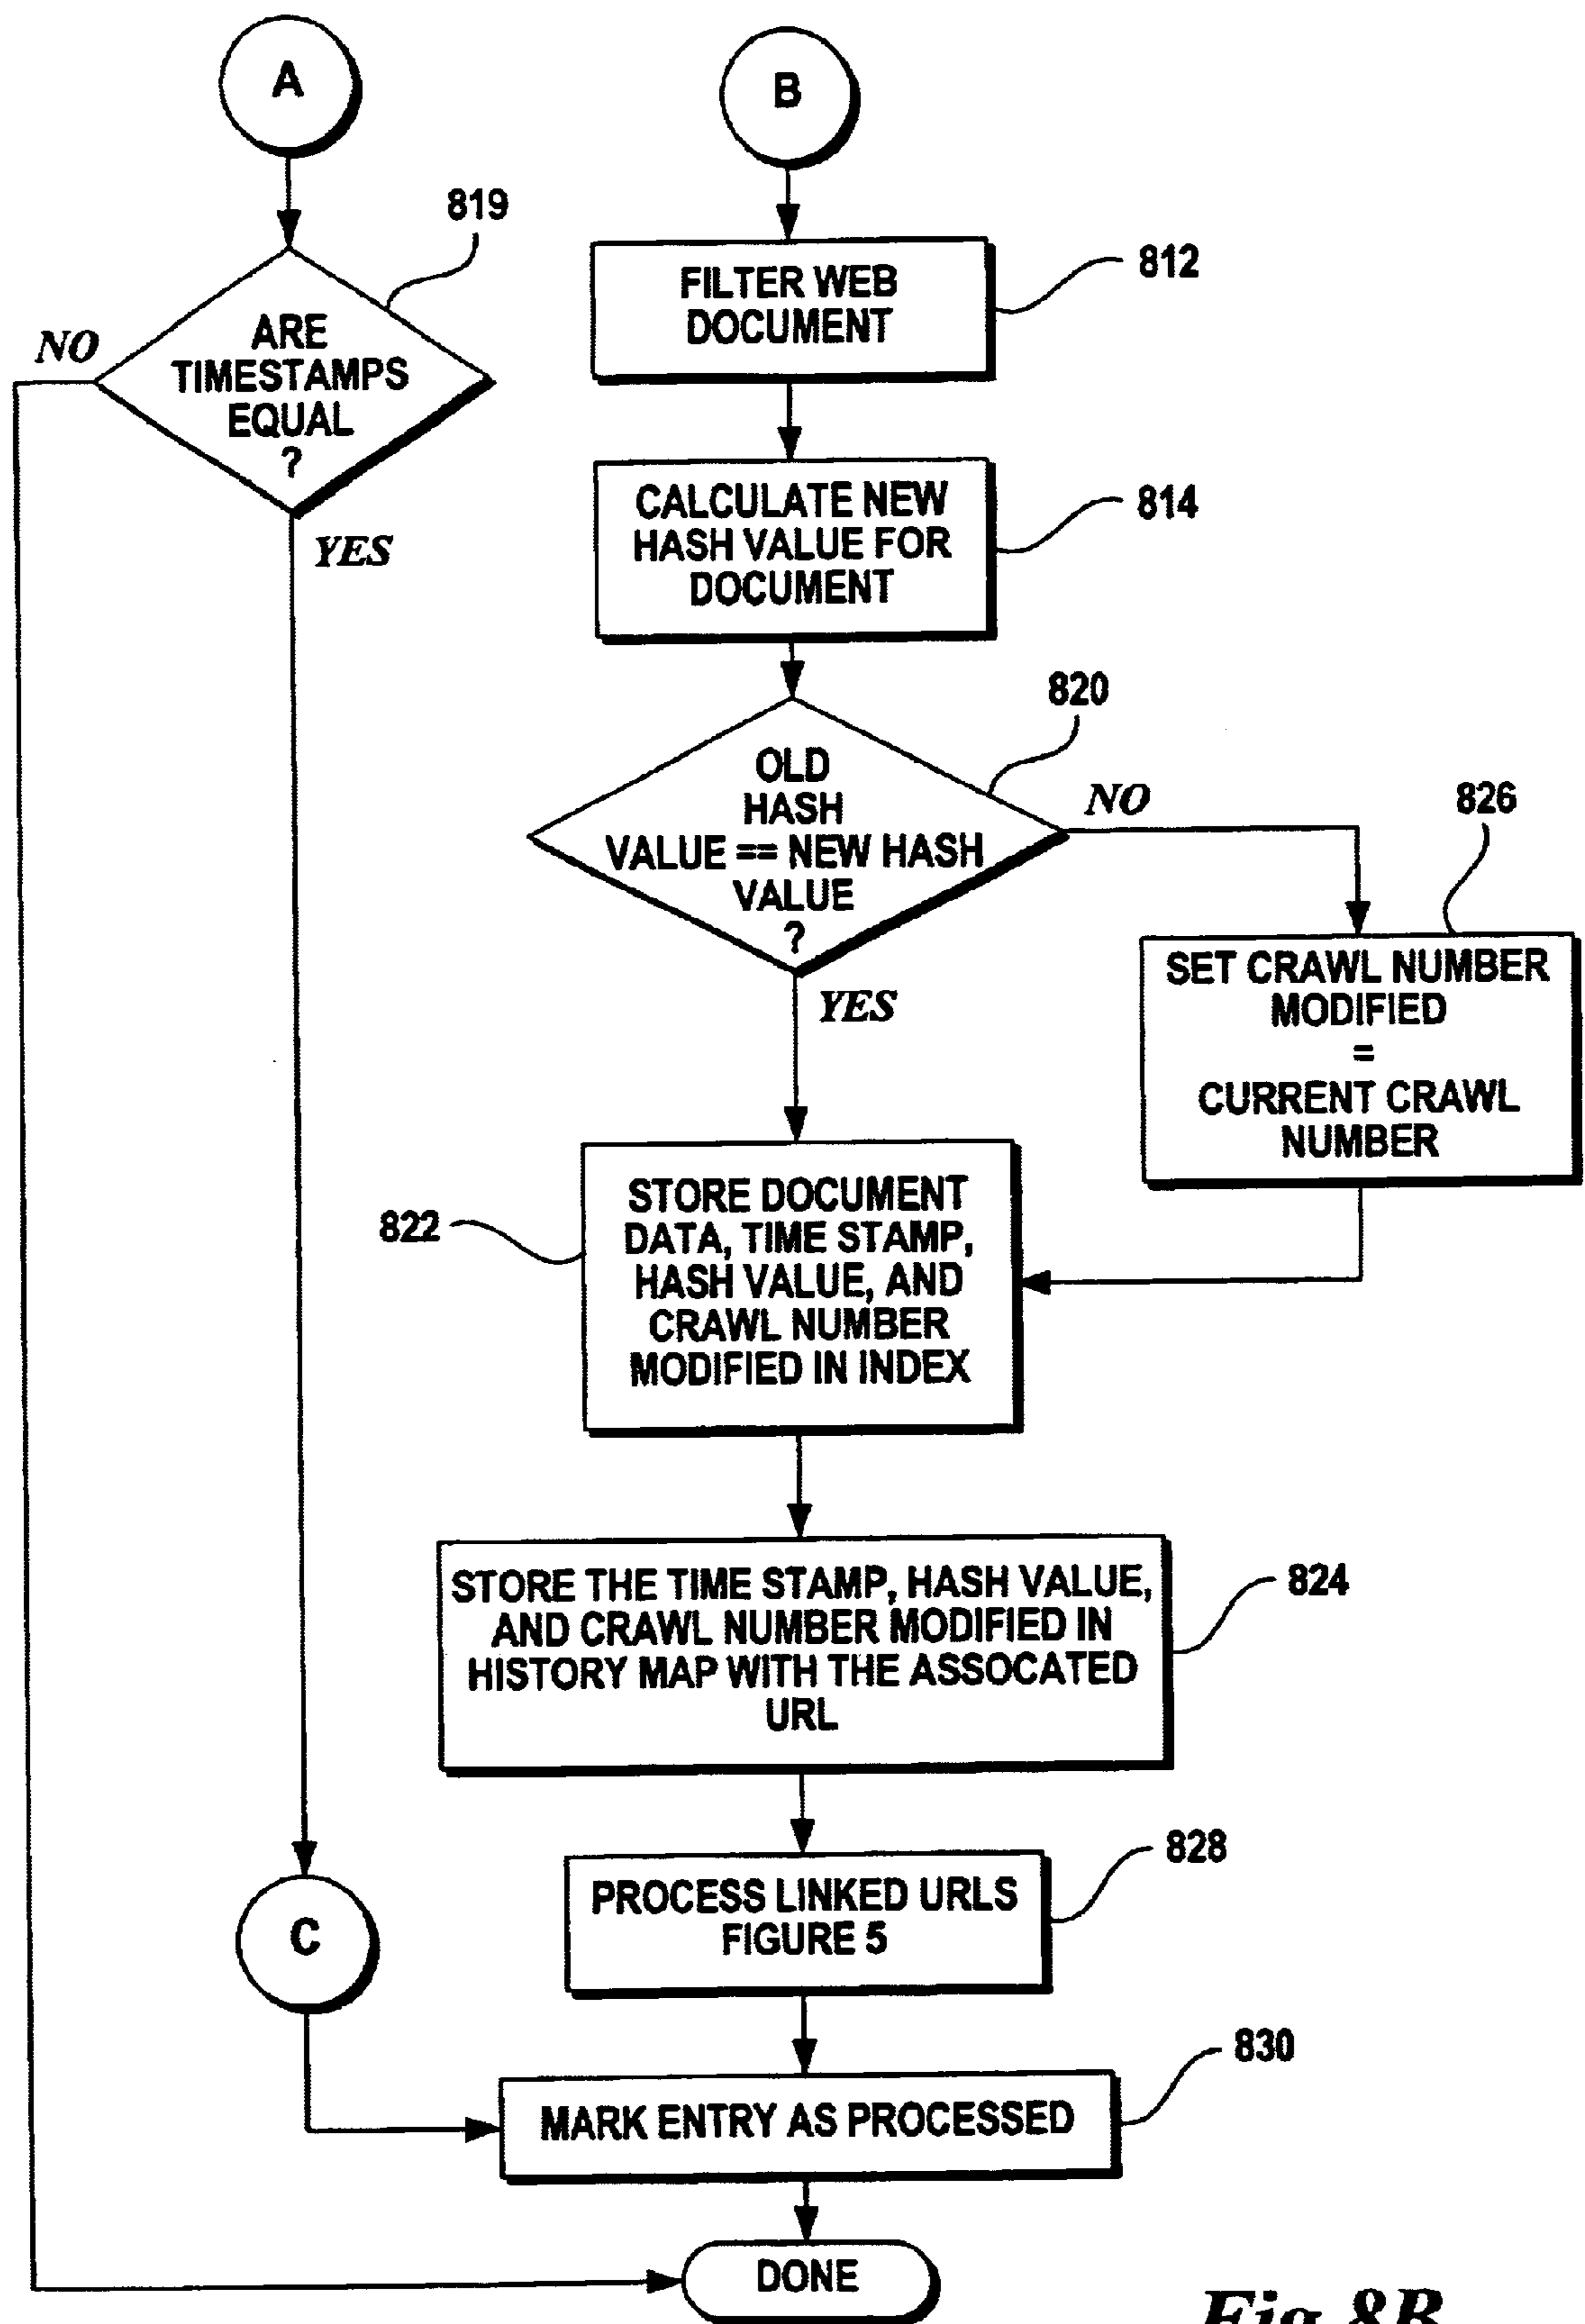 A
B
819
812
FILTER WEB
DOCUMENT
NO
ARE
TIMESTAMPS
EQUAL
?
YES
CALCULATE NEW
HASH VALUE FOR
DOCUMENT
814
820
OLD
HASH
VALUE == NEW HASH
VALUE
?
NO
YES
826
SET CRAWL NUMBER
MODIFIED
=
CURRENT CRAWL
NUMBER
822
STORE DOCUMENT
DATA, TIME STAMP,
HASH VALUE, AND
CRAWL NUMBER
MODIFIED IN INDEX
STORE THE TIME STAMP, HASH VALUE,
AND CRAWL NUMBER MODIFIED IN
HISTORY MAP WITH THE ASSOCATED
URL
824
828
PROCESS LINKED URLS
FIGURE 5
C
830
MARK ENTRY AS PROCESSED
DONE
Fig.8B